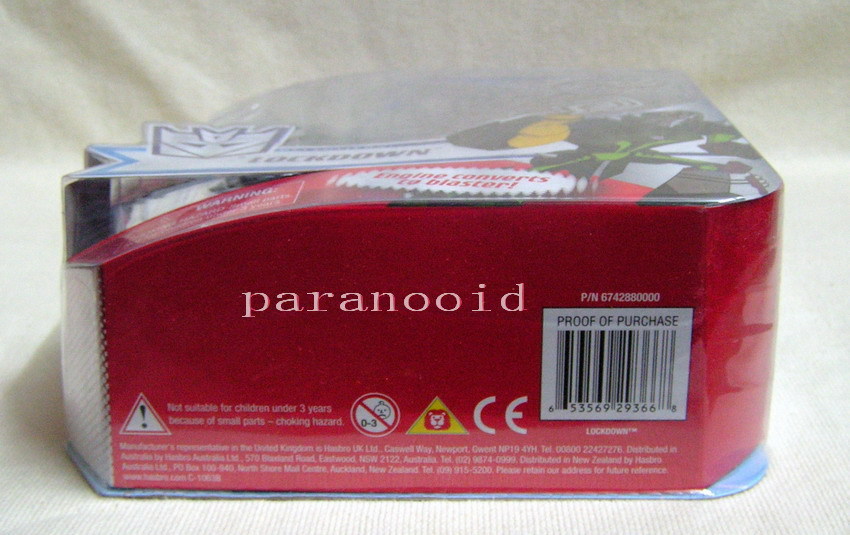 LOCKDOWN
Engine converts
to blaster!
WARNING:
paranooid
P/N 6742880000
PROOF OF PURCHASE
6 53569 29366 8
LOCKDOWN™
Not suitable for children under 3 years
because of small parts – choking hazard.
0-3
CE
Manufacturer's representative in the United Kingdom is Hasbro UK Ltd., Caswell Way, Newport, Gwent NP19 4YH. Tel. 00800 22427276. Distributed in
Australia by Hasbro Australia Ltd., 570 Blaxland Road, Eastwood, NSW 2122, Australia. Tel. (02) 9874-0999. Distributed in New Zealand by Hasbro
Australia Ltd., PO Box 100-940, North Shore Mail Centre, Auckland, New Zealand. Tel. (09) 915-5200. Please retain our address for future reference.
www.hasbro.com